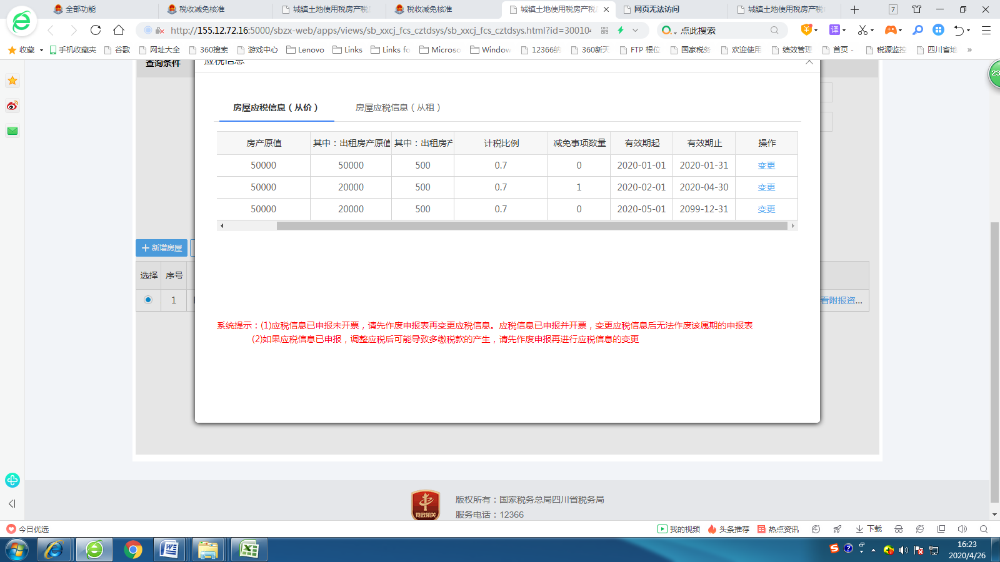 全部功能
税收减免核准
城镇土地使用税房产税
税收减免核准
城镇土地使用税房产税
网页无法访问
城镇土地使用税房产税
7
http://155.12.72.16:5000/sbzx-web/apps/views/sb_xxcj_fcs_cztdsys/sb_xxcj_fcs_cztdsys.html?id=30010
点此搜索
译
收藏
手机收藏夹
谷歌
网址大全
360搜索
游戏中心
Lenovo
Links
Links fo
Microso
Window
12366纳
360新天
FTP 根位
国家税务
欢迎使用
绩效管理
首页 -
税源监控
四川省地
»
查询条件
应税信息
23
房屋应税信息（从价）
房屋应税信息（从租）
房产原值 其中：出租房产原值 其中：出租房产 计税比例 减免事项数量 有效期起 有效期止 操作
50000 50000 500 0.7 0 2020-01-01 2020-01-31 变更
50000 20000 500 0.7 1 2020-02-01 2020-04-30 变更
50000 20000 500 0.7 0 2020-05-01 2099-12-31 变更
新增房屋
选择 序号
1
看附报资...
系统提示：(1)应税信息已申报未开票，请先作废申报表再变更应税信息。应税信息已申报并开票，变更应税信息后无法作废该属期的申报表
(2)如果应税信息已申报，调整应税后可能导致多缴税款的产生，请先作废申报再进行应税信息的变更
党政机关
版权所有：国家税务总局四川省税务局
服务电话：12366
今日优选
我的视频
头条推荐
热点资讯
下载
16:23
2020/4/26